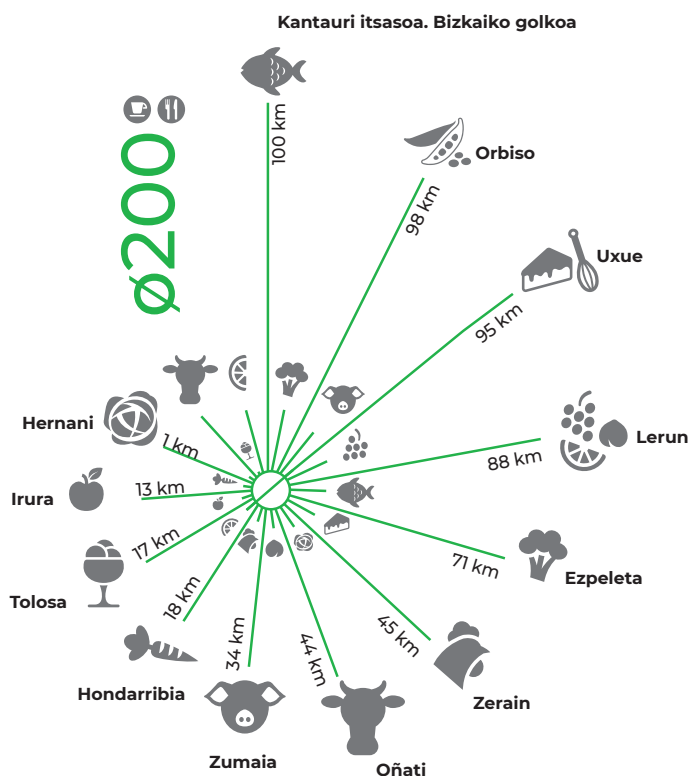 Kantauri itsasoa. Bizkaiko golkoa
ø200
100 km
Orbiso
98 km
Uxue
95 km
Lerun
88 km
Ezpeleta
71 km
Zerain
45 km
Oñati
44 km
Zumaia
34 km
Hondarribia
18 km
Tolosa
17 km
Irura
13 km
Hernani
1 km